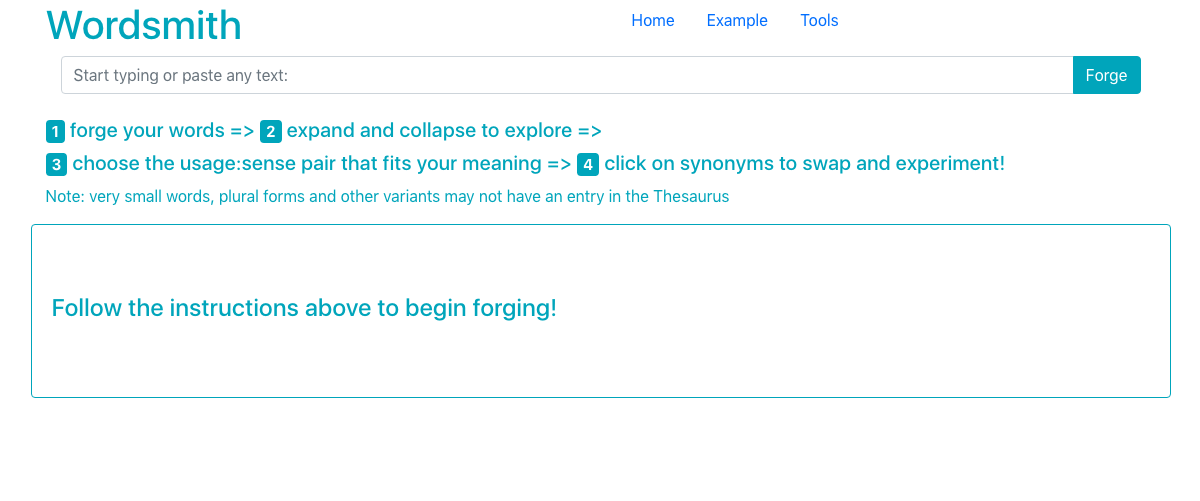 Wordsmith
Home Example Tools
Start typing or paste any text:
Forge
1 forge your words => 2 expand and collapse to explore =>
3 choose the usage:sense pair that fits your meaning => 4 click on synonyms to swap and experiment!
Note: very small words, plural forms and other variants may not have an entry in the Thesaurus
Follow the instructions above to begin forging!